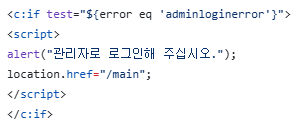 <c:if test="${error eq 'adminloginerror'}">
<script>
alert("관리자로 로그인해 주십시오.");
location.href="/main";
</script>
</c:if>